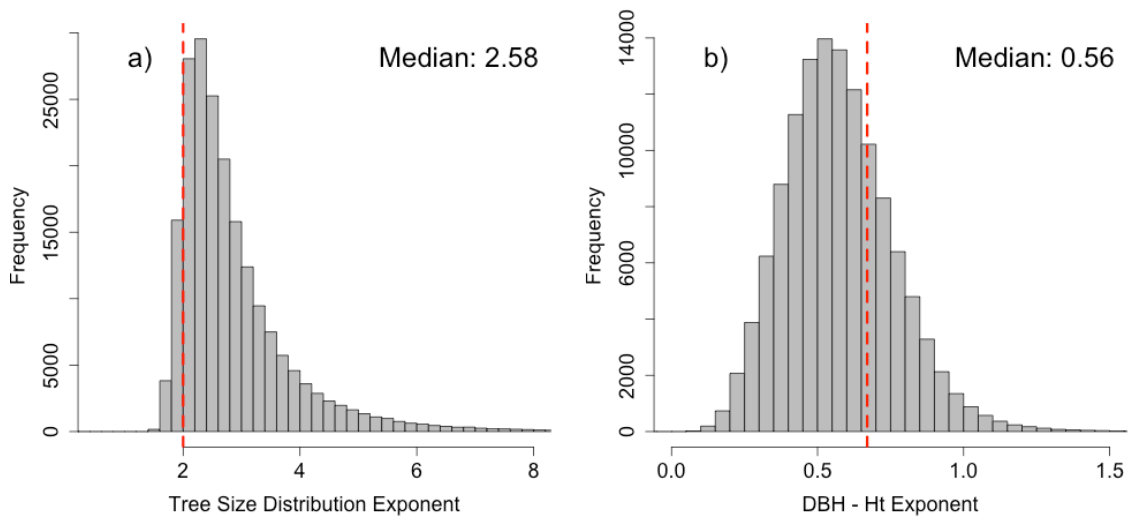 a)
Median: 2.58
Frequency
0
5000
15000
25000
2
4
6
8
Tree Size Distribution Exponent
b)
Median: 0.56
Frequency
0
2000
6000
10000
14000
0.0
0.5
1.0
1.5
DBH - Ht Exponent